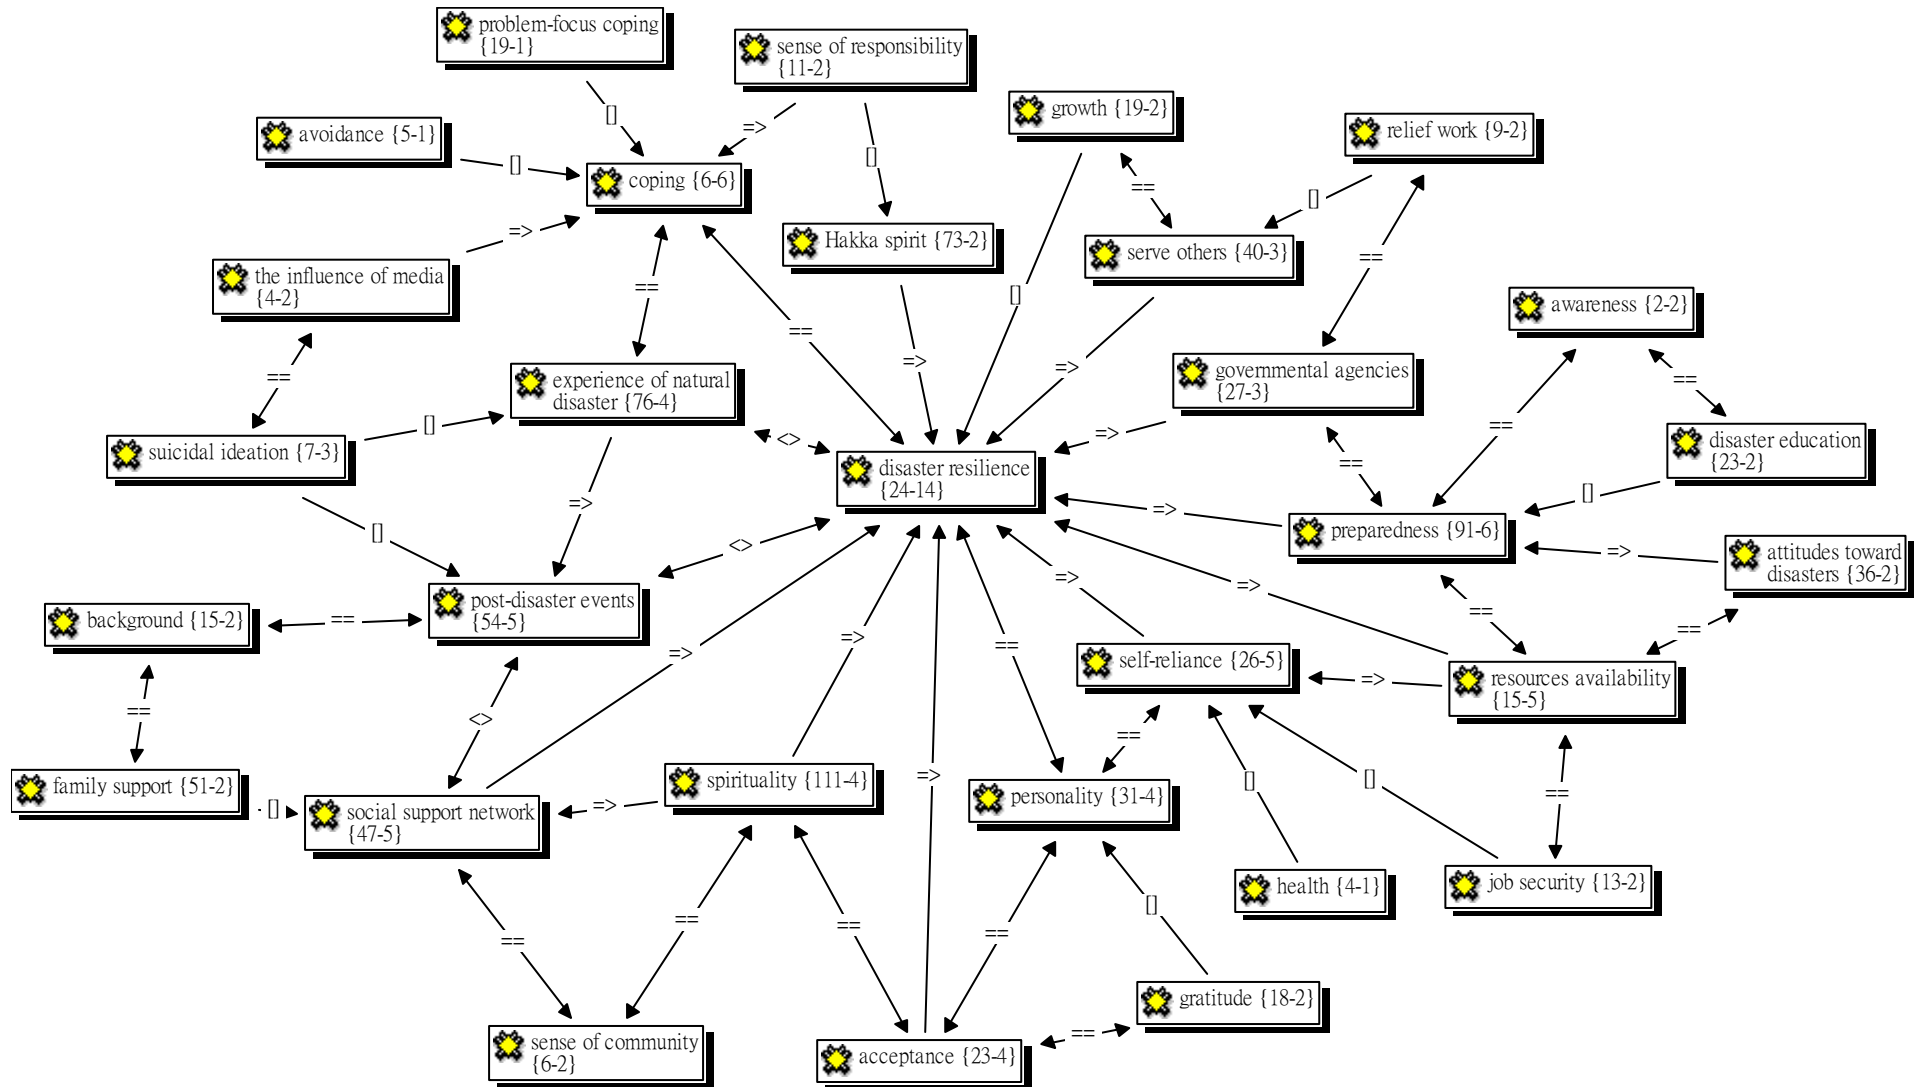 problem-focus coping
{19-1}
sense of responsibility
{11-2}
growth {19-2}
relief work {9-2}
avoidance {5-1}
[]
=>
[]
[]
[]
==
[]
coping {6-6}
Hakka spirit {73-2}
serve others {40-3}
=>
==
the influence of media
{4-2}
==
[]
awareness {2-2}
==
=>
=>
==
experience of natural
disaster {76-4}
governmental agencies
{27-3}
==
==
[]
<>
=>
==
disaster education
{23-2}
suicidal ideation {7-3}
disaster resilience
{24-14}
==
[]
=>
=>
preparedness {91-6}
[]
<>
=>
attitudes toward
disasters {36-2}
=>
=>
post-disaster events
{54-5}
background {15-2}
==
==
==
=>
=>
==
self-reliance {26-5}
=>
resources availability
{15-5}
==
<>
==
family support {51-2}
[]
social support network
{47-5}
=>
spirituality {111-4}
=>
personality {31-4}
[]
[]
==
health {4-1}
job security {13-2}
==
==
==
==
[]
gratitude {18-2}
==
sense of community
{6-2}
acceptance {23-4}